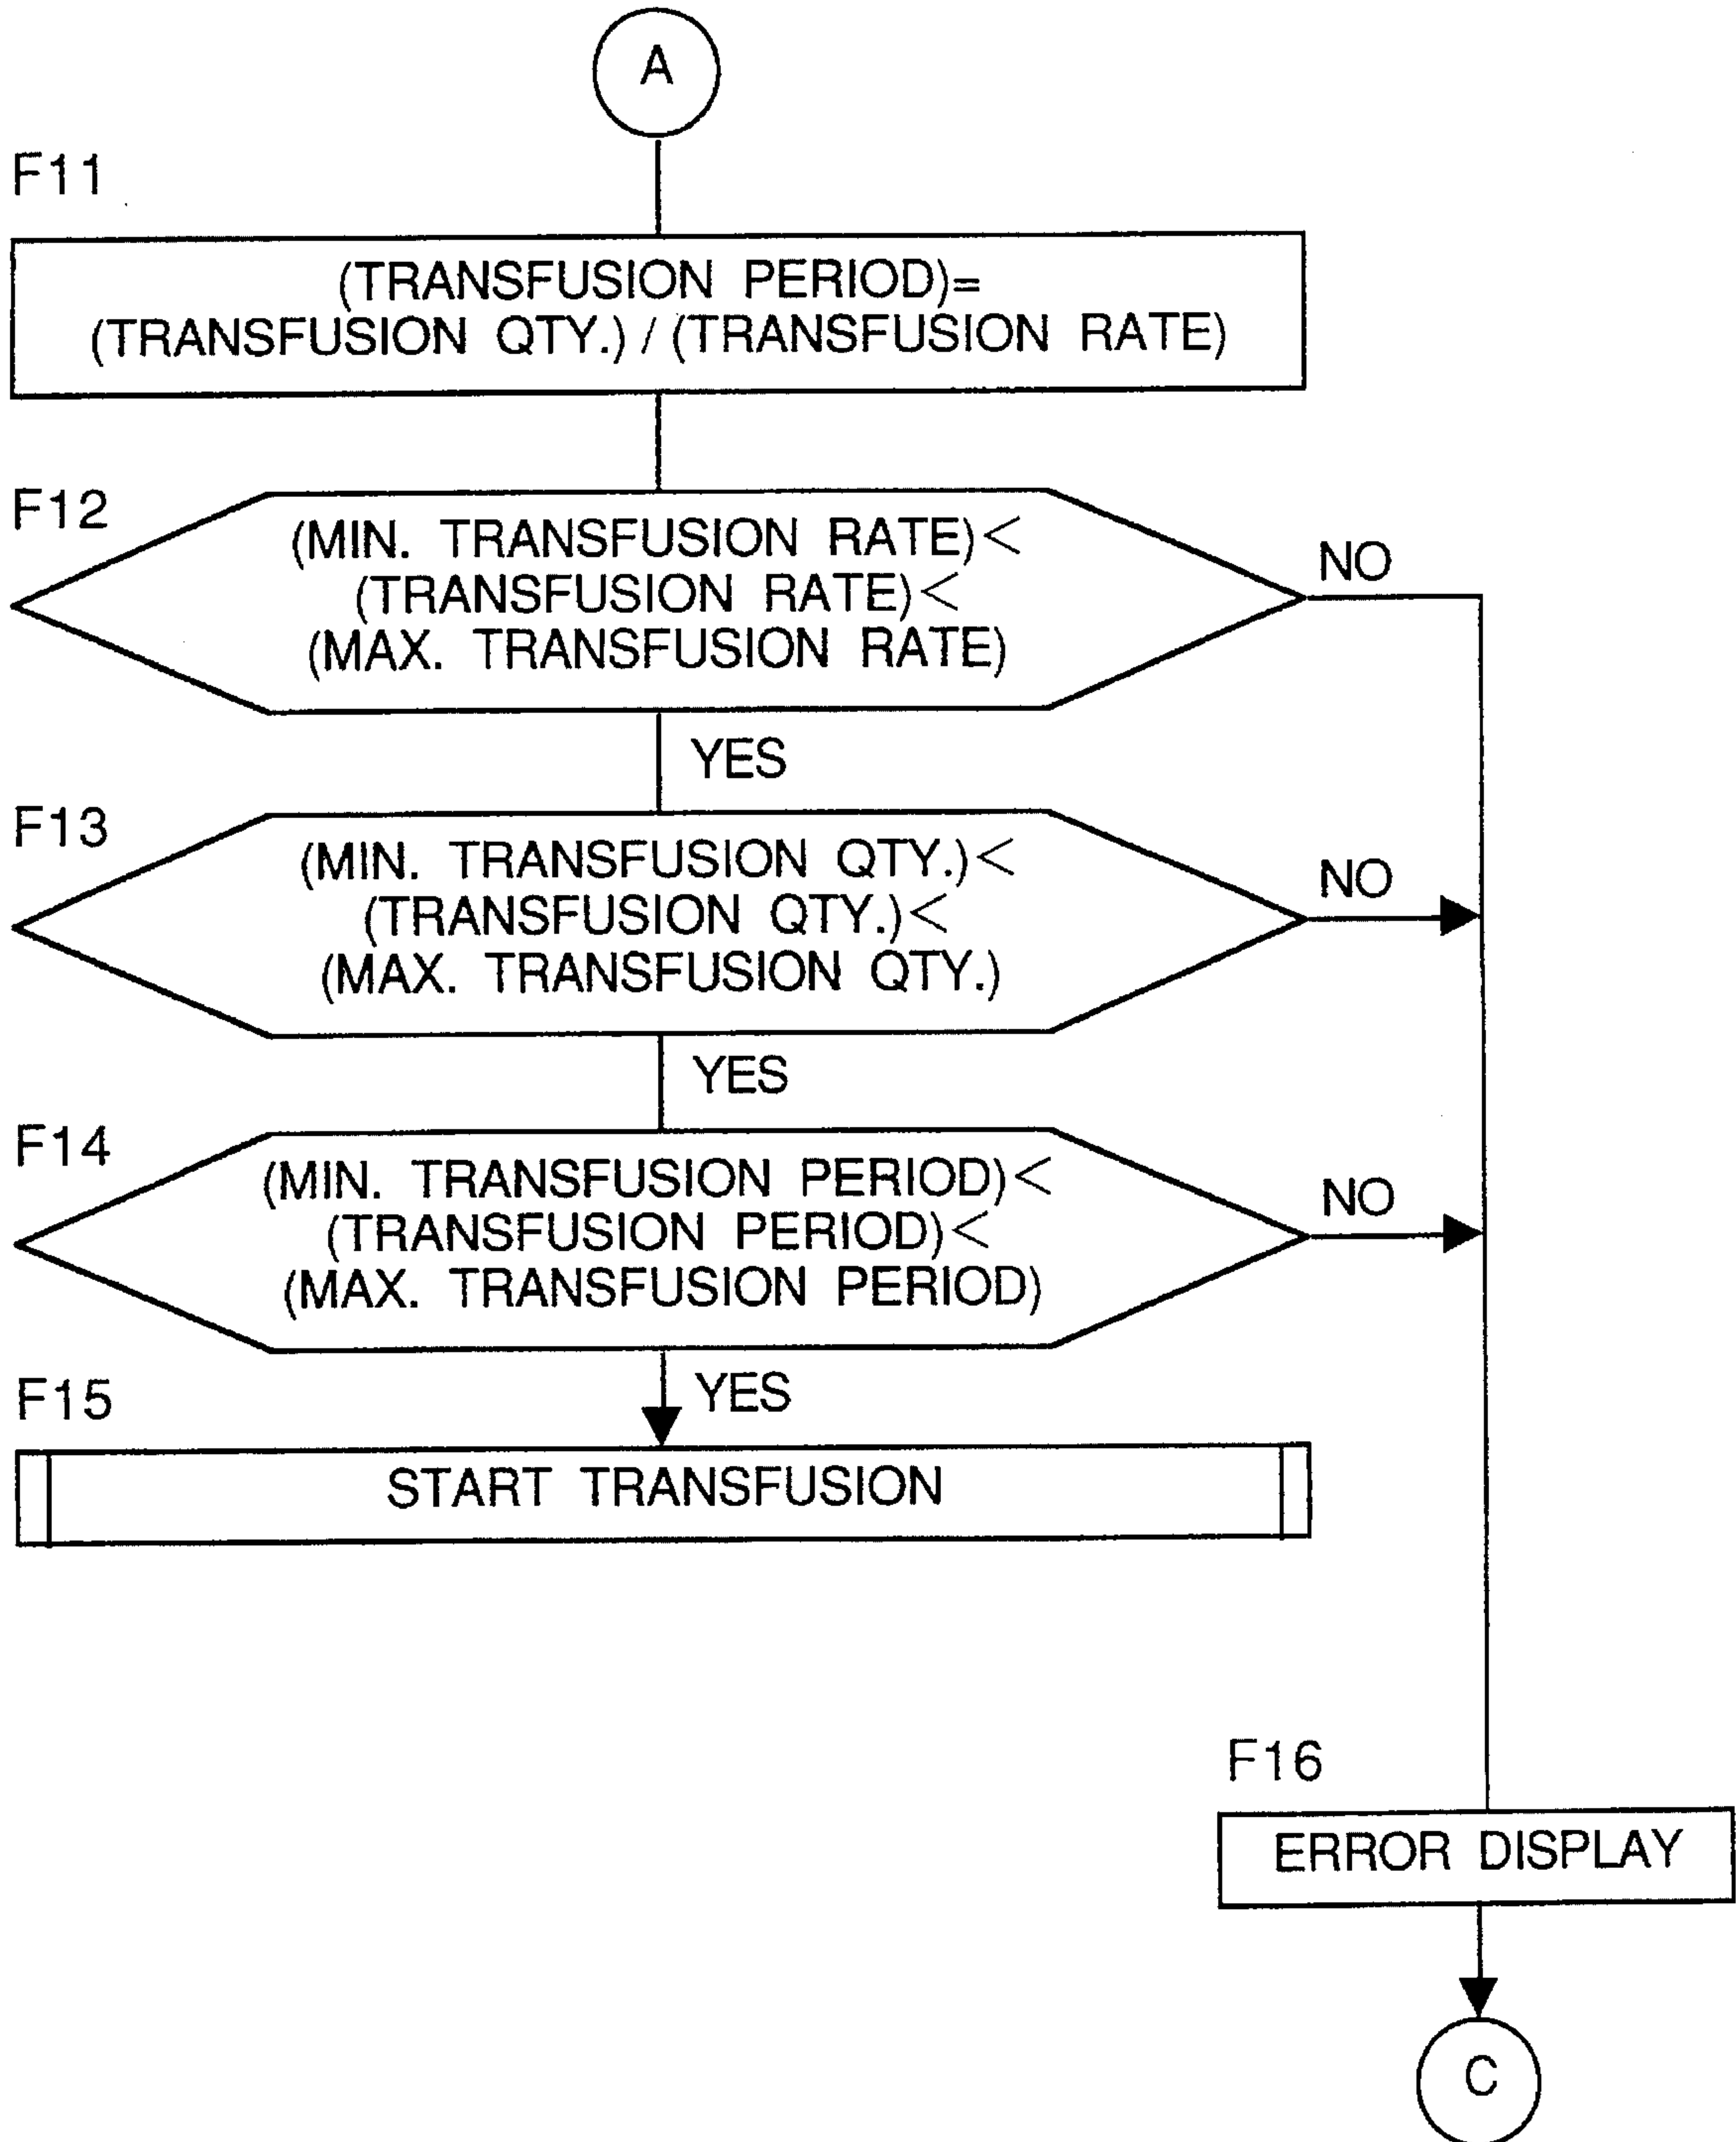 A
F11
(TRANSFUSION PERIOD)=
(TRANSFUSION QTY.) / (TRANSFUSION RATE)
F12
(MIN. TRANSFUSION RATE)<
(TRANSFUSION RATE)<
(MAX. TRANSFUSION RATE)
NO
YES
F13
(MIN. TRANSFUSION QTY.)<
(TRANSFUSION QTY.)<
(MAX. TRANSFUSION QTY.)
NO
YES
F14
(MIN. TRANSFUSION PERIOD)<
(TRANSFUSION PERIOD)<
(MAX. TRANSFUSION PERIOD)
NO
YES
F15
START TRANSFUSION
F16
ERROR DISPLAY
C